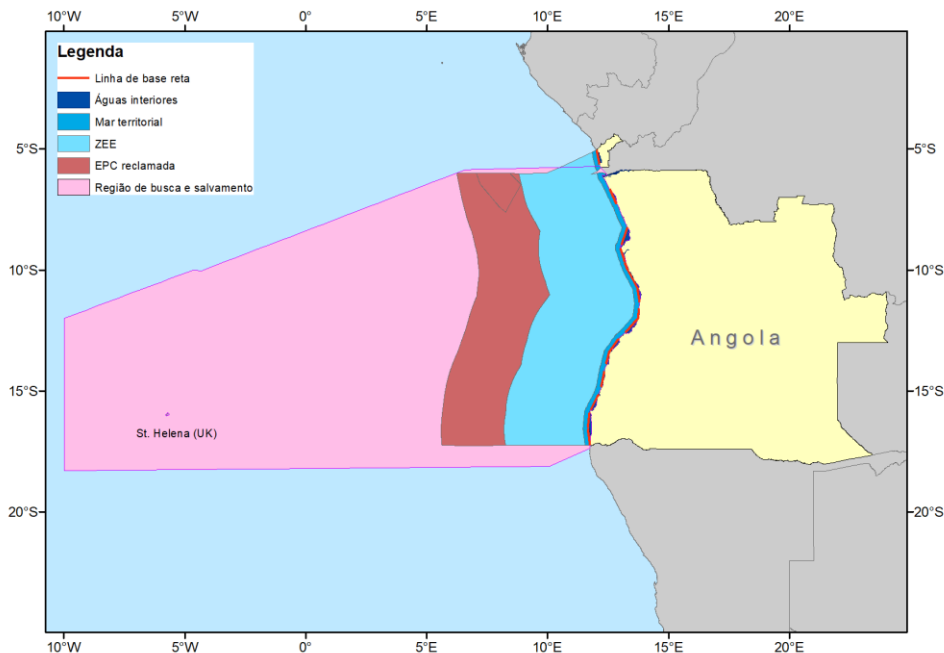 10°W 5°W 0° 5°E 10°E 15°E 20°E
Legenda
Linha de base reta
Águas interiores
Mar territorial
ZEE
EPC reclamada
Região de busca e salvamento
5°S 5°S
10°S 10°S
Angola
15°S 15°S
St. Helena (UK)
20°S 20°S
10°W 5°W 0° 5°E 10°E 15°E 20°E